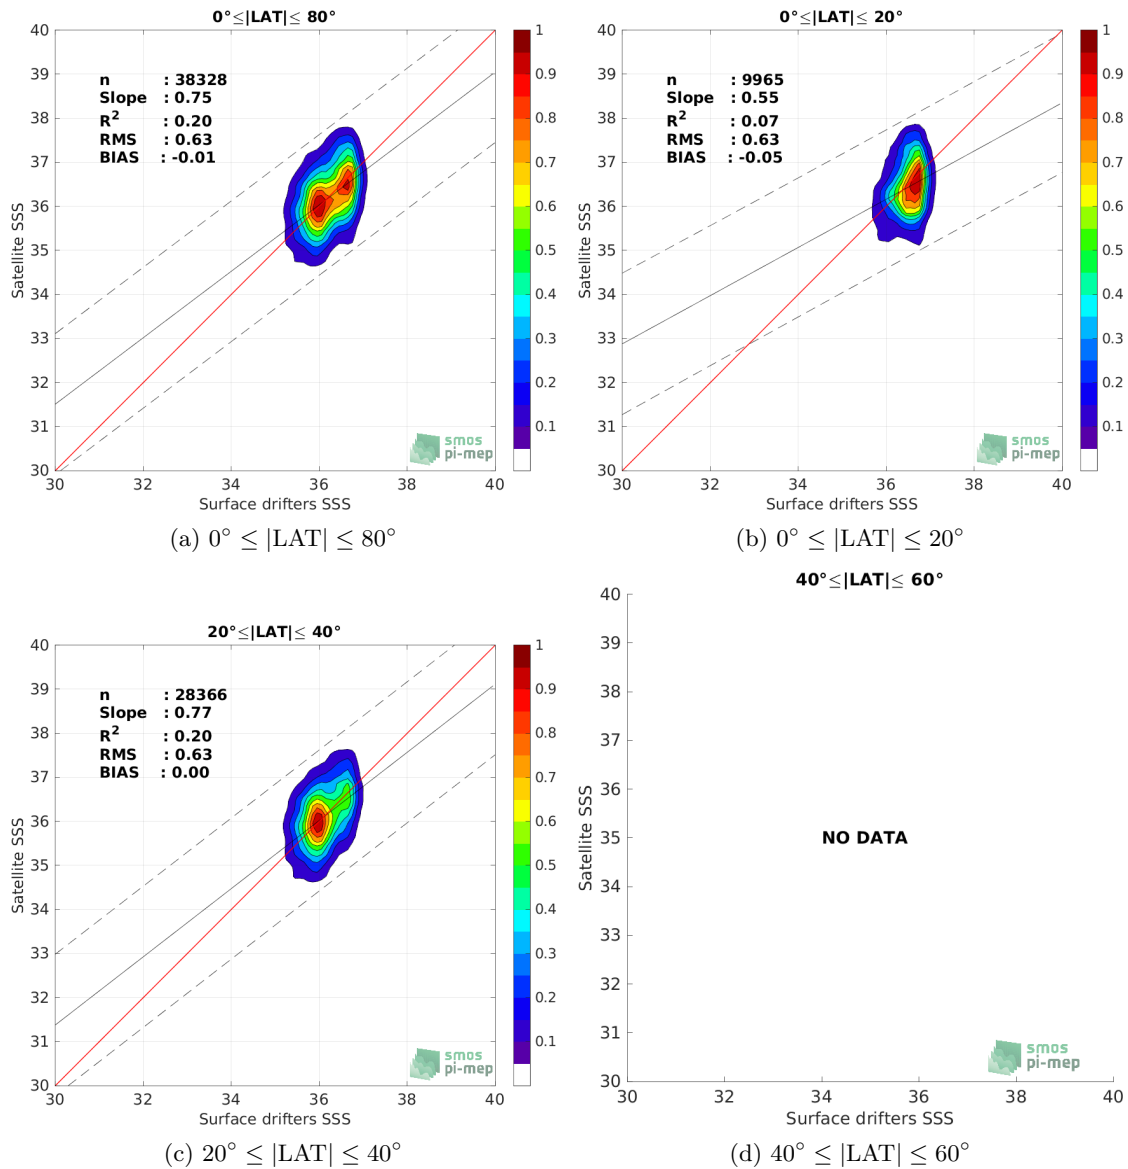 0°≤|LAT|≤ 80°
40
39
38
37
36
35
34
33
32
31
30
Satellite SSS
n : 38328
Slope : 0.75
R² : 0.20
RMS : 0.63
BIAS : -0.01
smos
pi-mep
30 32 34 36 38 40
Surface drifters SSS
1
0.9
0.8
0.7
0.6
0.5
0.4
0.3
0.2
0.1
(a) 0° ≤ |LAT| ≤ 80°
0°≤|LAT|≤ 20°
40
39
38
37
36
35
34
33
32
31
30
Satellite SSS
n : 9965
Slope : 0.55
R² : 0.07
RMS : 0.63
BIAS : -0.05
smos
pi-mep
30 32 34 36 38 40
Surface drifters SSS
1
0.9
0.8
0.7
0.6
0.5
0.4
0.3
0.2
0.1
(b) 0° ≤ |LAT| ≤ 20°
20°≤|LAT|≤ 40°
40
39
38
37
36
35
34
33
32
31
30
Satellite SSS
n : 28366
Slope : 0.77
R² : 0.20
RMS : 0.63
BIAS : 0.00
smos
pi-mep
30 32 34 36 38 40
Surface drifters SSS
1
0.9
0.8
0.7
0.6
0.5
0.4
0.3
0.2
0.1
(c) 20° ≤ |LAT| ≤ 40°
40°≤|LAT|≤ 60°
40
39
38
37
36
35
34
33
32
31
30
Satellite SSS
NO DATA
smos
pi-mep
30 32 34 36 38 40
Surface drifters SSS
(d) 40° ≤ |LAT| ≤ 60°